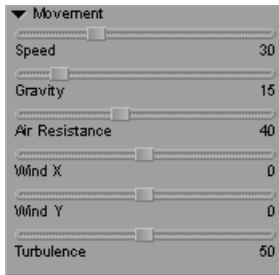 Movement
Speed 30
Gravity 15
Air Resistance 40
Wind X 0
Wind Y 0
Turbulence 50